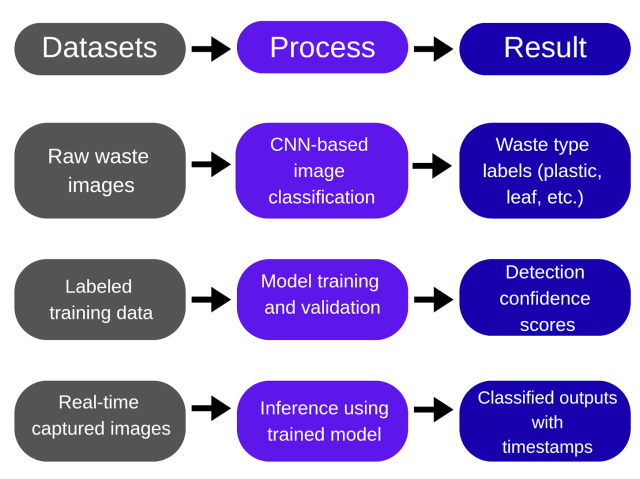 Datasets
Process
Result
Raw waste
images
CNN-based
image
classification
Waste type
labels (plastic,
leaf, etc.)
Labeled
training data
Model training
and validation
Detection
confidence
scores
Real-time
captured images
Inference using
trained model
Classified outputs
with
timestamps